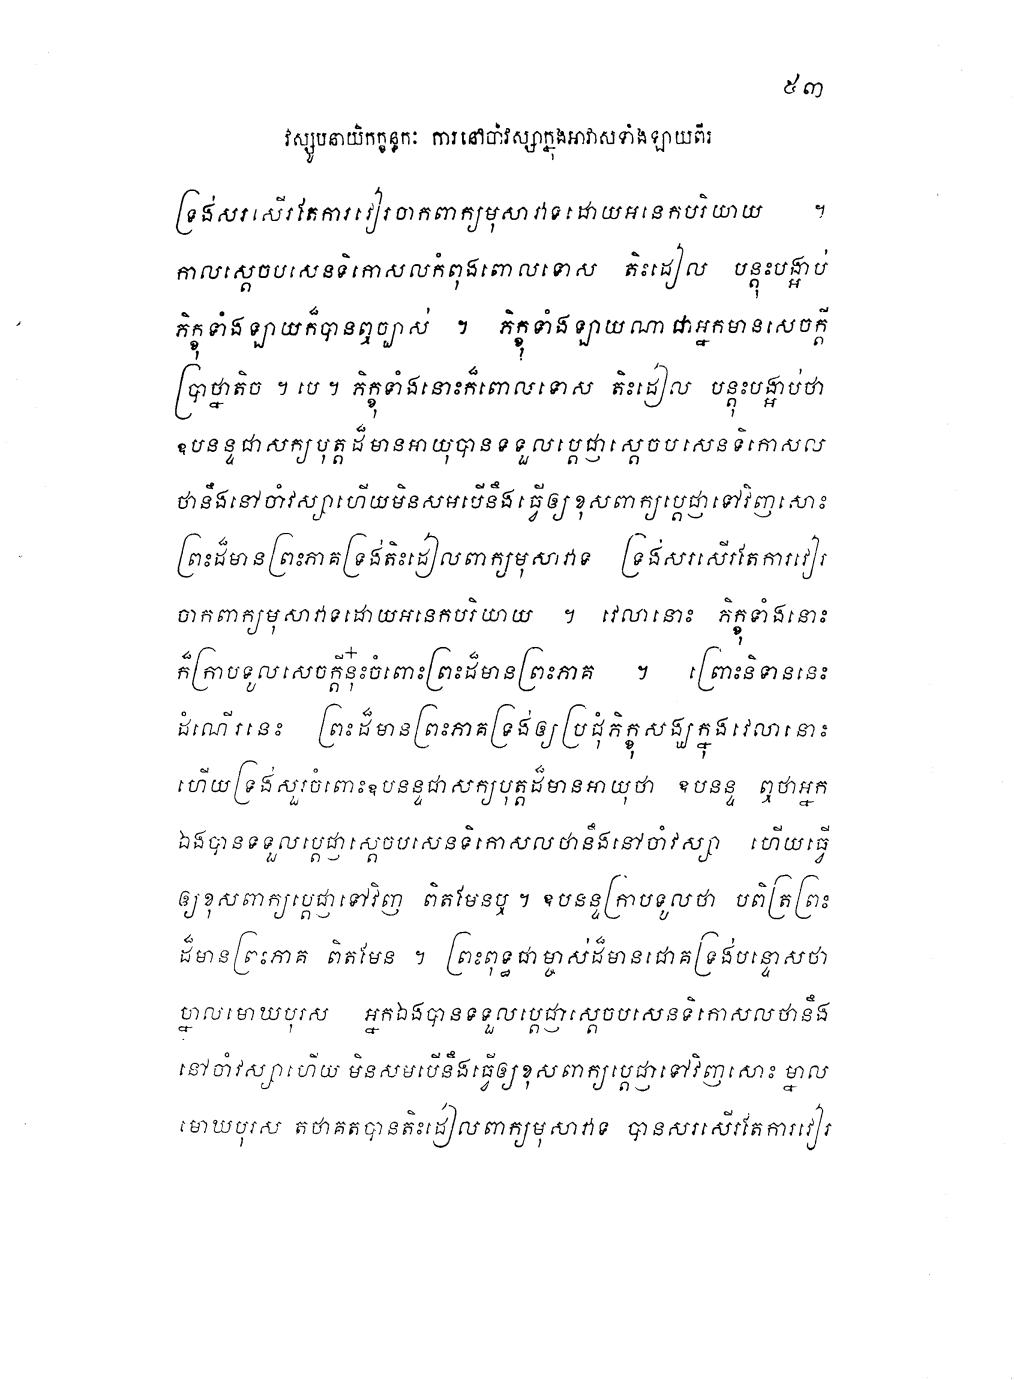 ៥៣
វស្សូបនាយិកក្ខន្ធកៈ ការនៅចាំវស្សាក្នុងអាវាសទាំងឡាយពីរ
ទ្រង់សរសើរតែការវៀរចាកពាក្យមុសាវាទដោយអនេកបរិយាយ ។
កាលស្តេចបសេនទិកោសលកំពុងពោលទោស តិះដៀល បន្តុះបង្អាប់
ភិក្ខុទាំងឡាយក៏បានឮច្បាស់ ។ ភិក្ខុទាំងឡាយណាជាអ្នកមានសេចក្តី
ប្រាថ្នាតិច ។ បេ ។ ភិក្ខុទាំងនោះក៏ពោលទោស តិះដៀល បន្តុះបង្អាប់ថា
ឧបនន្ទជាសក្យបុត្តដ៏មានអាយុបានទទួលប្តេជ្ញាស្តេចបសេនទិកោសល
ថានឹងនៅចាំវស្សាហើយមិនសមបើនឹងធ្វើឲ្យខុសពាក្យប្តេជ្ញាទៅវិញសោះ
ព្រះដ៏មានព្រះភាគទ្រង់តិះដៀលពាក្យមុសាវាទ ទ្រង់សរសើរតែការវៀរ
ចាកពាក្យមុសាវាទដោយអនេកបរិយាយ ។ វេលានោះ ភិក្ខុទាំងនោះ
ក៏ក្រាបទូលសេចក្តីនុ៎ះចំពោះព្រះដ៏មានព្រះភាគ ។ ព្រោះនិទាននេះ
ដំណើរនេះ ព្រះដ៏មានព្រះភាគទ្រង់ឲ្យប្រជុំភិក្ខុសង្ឃក្នុងវេលានោះ
ហើយទ្រង់សួរចំពោះឧបនន្ទជាសក្យបុត្តដ៏មានអាយុថា ឧបនន្ទ ឮថាអ្នក
ឯងបានទទួលប្តេជ្ញាស្តេចបសេនទិកោសលថានឹងនៅចាំវស្សា ហើយធ្វើ
ឲ្យខុសពាក្យប្តេជ្ញាទៅវិញ ពិតមែនឬ ។ ឧបនន្ទក្រាបទូលថា បពិត្រព្រះ
ដ៏មានព្រះភាគ ពិតមែន ។ ព្រះពុទ្ធជាម្ចាស់ដ៏មានជោគទ្រង់បន្ទោសថា
ម្នាលមោឃបុរស អ្នកឯងបានទទួលប្តេជ្ញាស្តេចបសេនទិកោសលថានឹង
នៅចាំវស្សាហើយ មិនសមបើនឹងធ្វើឲ្យខុសពាក្យប្តេជ្ញាទៅវិញសោះ ម្នាល
មោឃបុរស តថាគតបានតិះដៀលពាក្យមុសាវាទ បានសរសើរតែការវៀរ